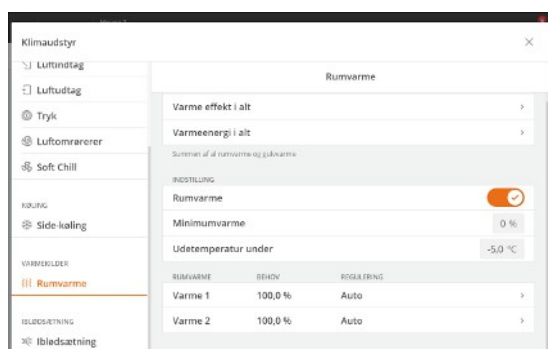 Klimaudstyr
Luftindtag
Luftudtag
Tryk
Luftomrørerer
Soft Chill
KØLING
Side-køling
VARMEKILDER
Rumvarme
IBLØDSÆTNING
Iblødsætning
Rumvarme
Varme effekt i alt
Varmeenergi i alt
Summen af al rumvarme og gulvvarme
INDSTILLING
Rumvarme
Minimumvarme 0 %
Udetemperatur under -5,0 °C
RUMVARME BEHOV REGULERING
Varme 1 100,0 % Auto
Varme 2 100,0 % Auto